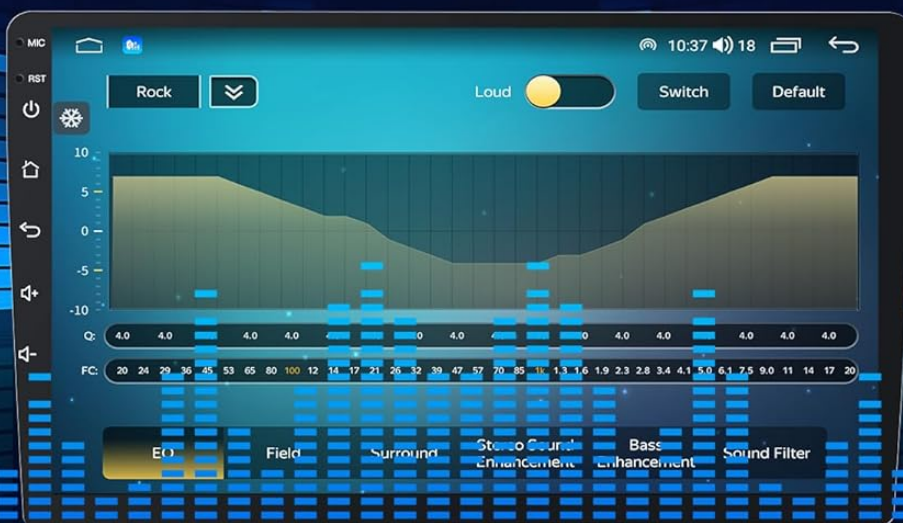 MIC
10:37 18
RST
Rock Loud Switch Default
10
5
0
-5
-10
Q: 4.0 4.0 4.0 4.0 4.0 4.0 4.0 4.0 4.0 4.0
FC: 20 24 29 36 45 53 65 80 100 12 14 17 21 26 32 39 47 57 70 85 1k 1.3 1.6 1.9 2.3 2.8 3.4 4.1 5.0 6.1 7.5 9.0 11 14 17 20
EQ Field Surround Stereo Sound Enhancement Bass Enhancement Sound Filter